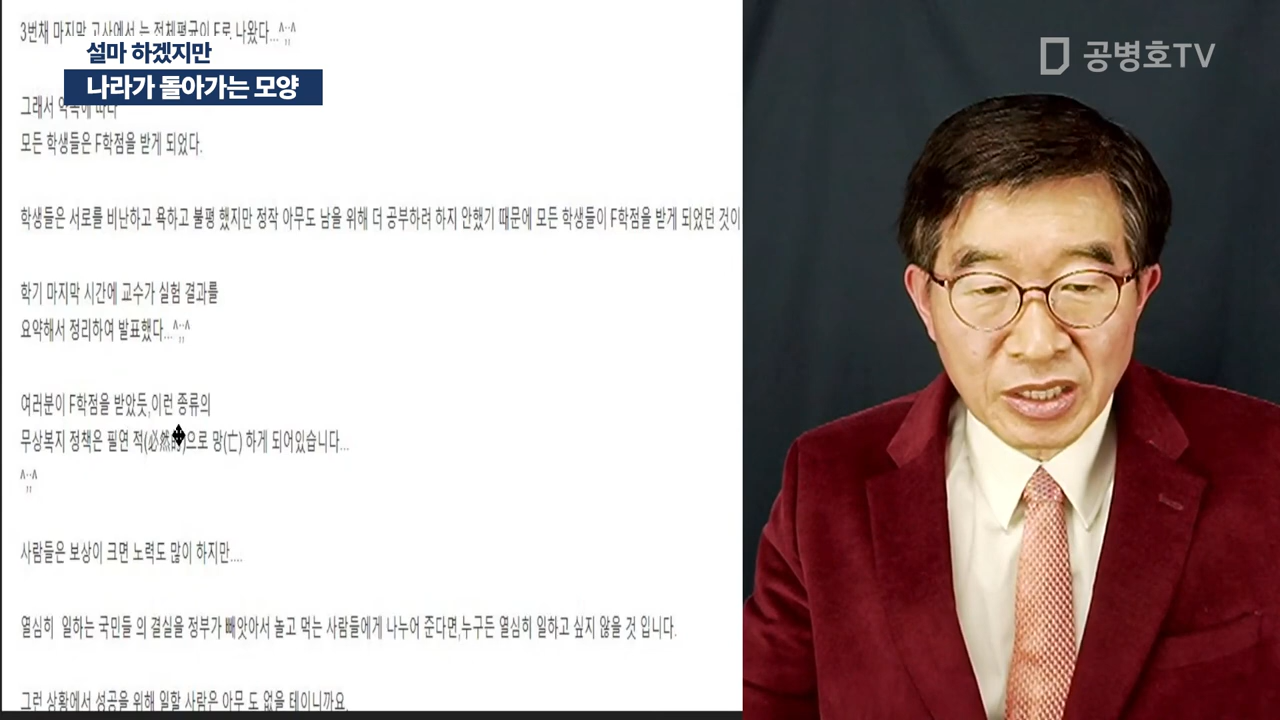 3번채 마지막 고사에서 는 전체평균이 F로 나왔다...^;;^
설마 하겠지만
나라가 돌아가는 모양
공병호TV
그래서 약속에 따라
모든 학생들은 F학점을 받게 되었다.
학생들은 서로를 비난하고 욕하고 불평 했지만 정작 아무도 남을 위해 더 공부하려 하지 안했기 때문에 모든 학생들이 F학점을 받게 되었던 것이
학기 마지막 시간에 교수가 실험 결과를
요약해서 정리하여 발표했다...^;;^
여러분이 F학점을 받았듯,이런 종류의
무상복지 정책은 필연 적(必然的)으로 망(亡) 하게 되어있습니다...
^;;^
사람들은 보상이 크면 노력도 많이 하지만....
열심히 일하는 국민들 의 결실을 정부가 빼앗아서 놀고 먹는 사람들에게 나누어 준다면,누구든 열심히 일하고 싶지 않을 것 입니다.
그런 상황에서 성공을 위해 일할 사람은 아무 도 없을 테이니까요.